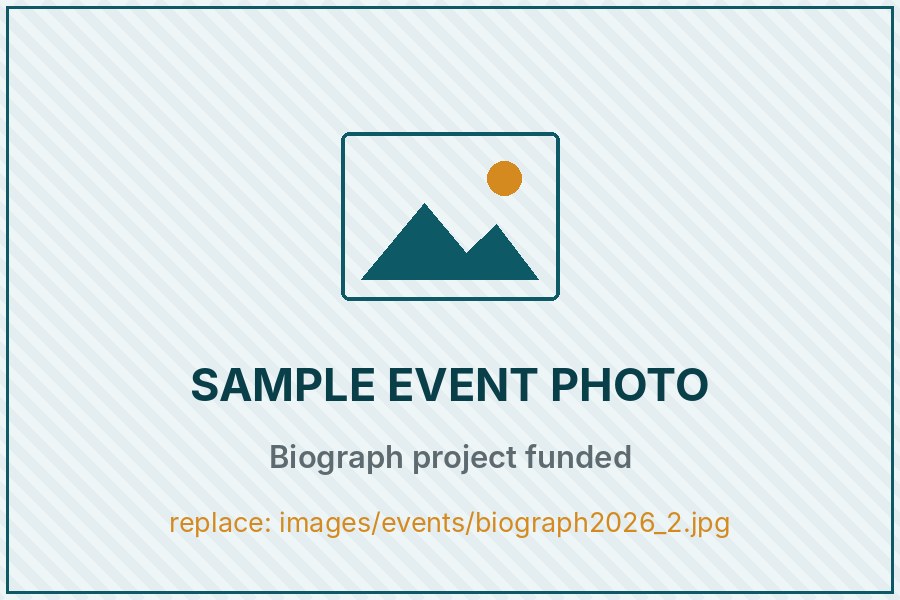 SAMPLE EVENT PHOTO
Biograph project funded
replace: images/events/biograph2026_2.jpg